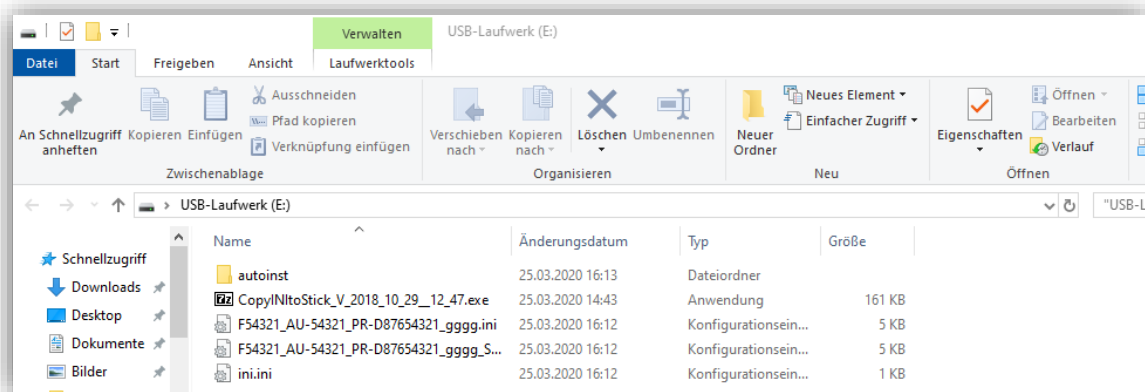 Verwalten USB-Laufwerk (E:)
Datei Start Freigeben Ansicht Laufwerktools
An Schnellzugriff anheften
Kopieren
Einfügen
Ausschneiden
Pfad kopieren
Verknüpfung einfügen
Zwischenablage
Verschieben nach
Kopieren nach
Löschen
Umbenennen
Organisieren
Neuer Ordner
Neues Element
Einfacher Zugriff
Neu
Eigenschaften
Öffnen
Bearbeiten
Verlauf
Öffnen
USB-Laufwerk (E:) "USB-L
Schnellzugriff
Downloads
Desktop
Dokumente
Bilder
Name Änderungsdatum Typ Größe
autoinst 25.03.2020 16:13 Dateiordner
CopyINItoStick_V_2018_10_29__12_47.exe 25.03.2020 14:43 Anwendung 161 KB
F54321_AU-54321_PR-D87654321_gggg.ini 25.03.2020 16:12 Konfigurationsein... 5 KB
F54321_AU-54321_PR-D87654321_gggg_S... 25.03.2020 16:12 Konfigurationsein... 5 KB
ini.ini 25.03.2020 16:12 Konfigurationsein... 1 KB